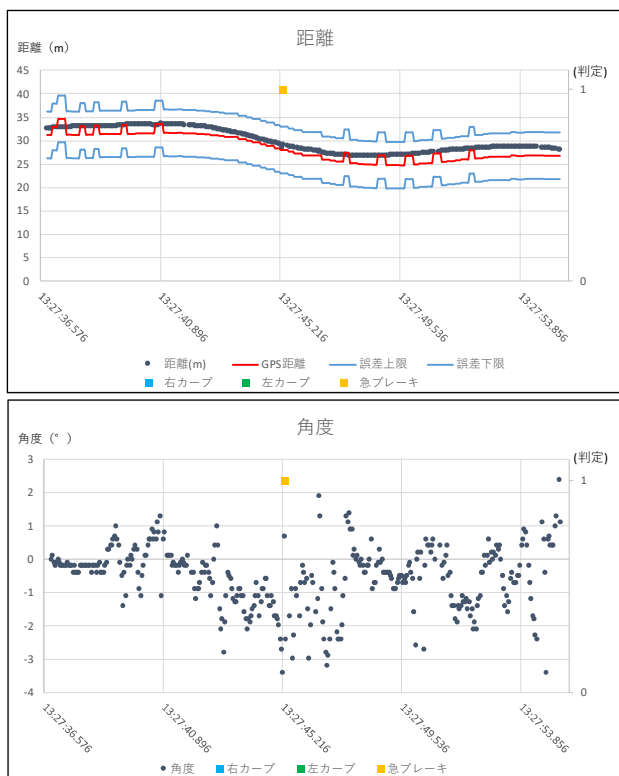 距離
距離（m）
(判定)
45
40
35
30
25
20
15
10
5
0
1
0
13:27:36.576
13:27:40.896
13:27:45.216
13:27:49.536
13:27:53.856
距離(m)
GPS距離
誤差上限
誤差下限
右カーブ
左カーブ
急ブレーキ
角度
角度（°）
(判定)
3
2
1
0
-1
-2
-3
-4
1
0
13:27:36.576
13:27:40.896
13:27:45.216
13:27:49.536
13:27:53.856
角度
右カーブ
左カーブ
急ブレーキ